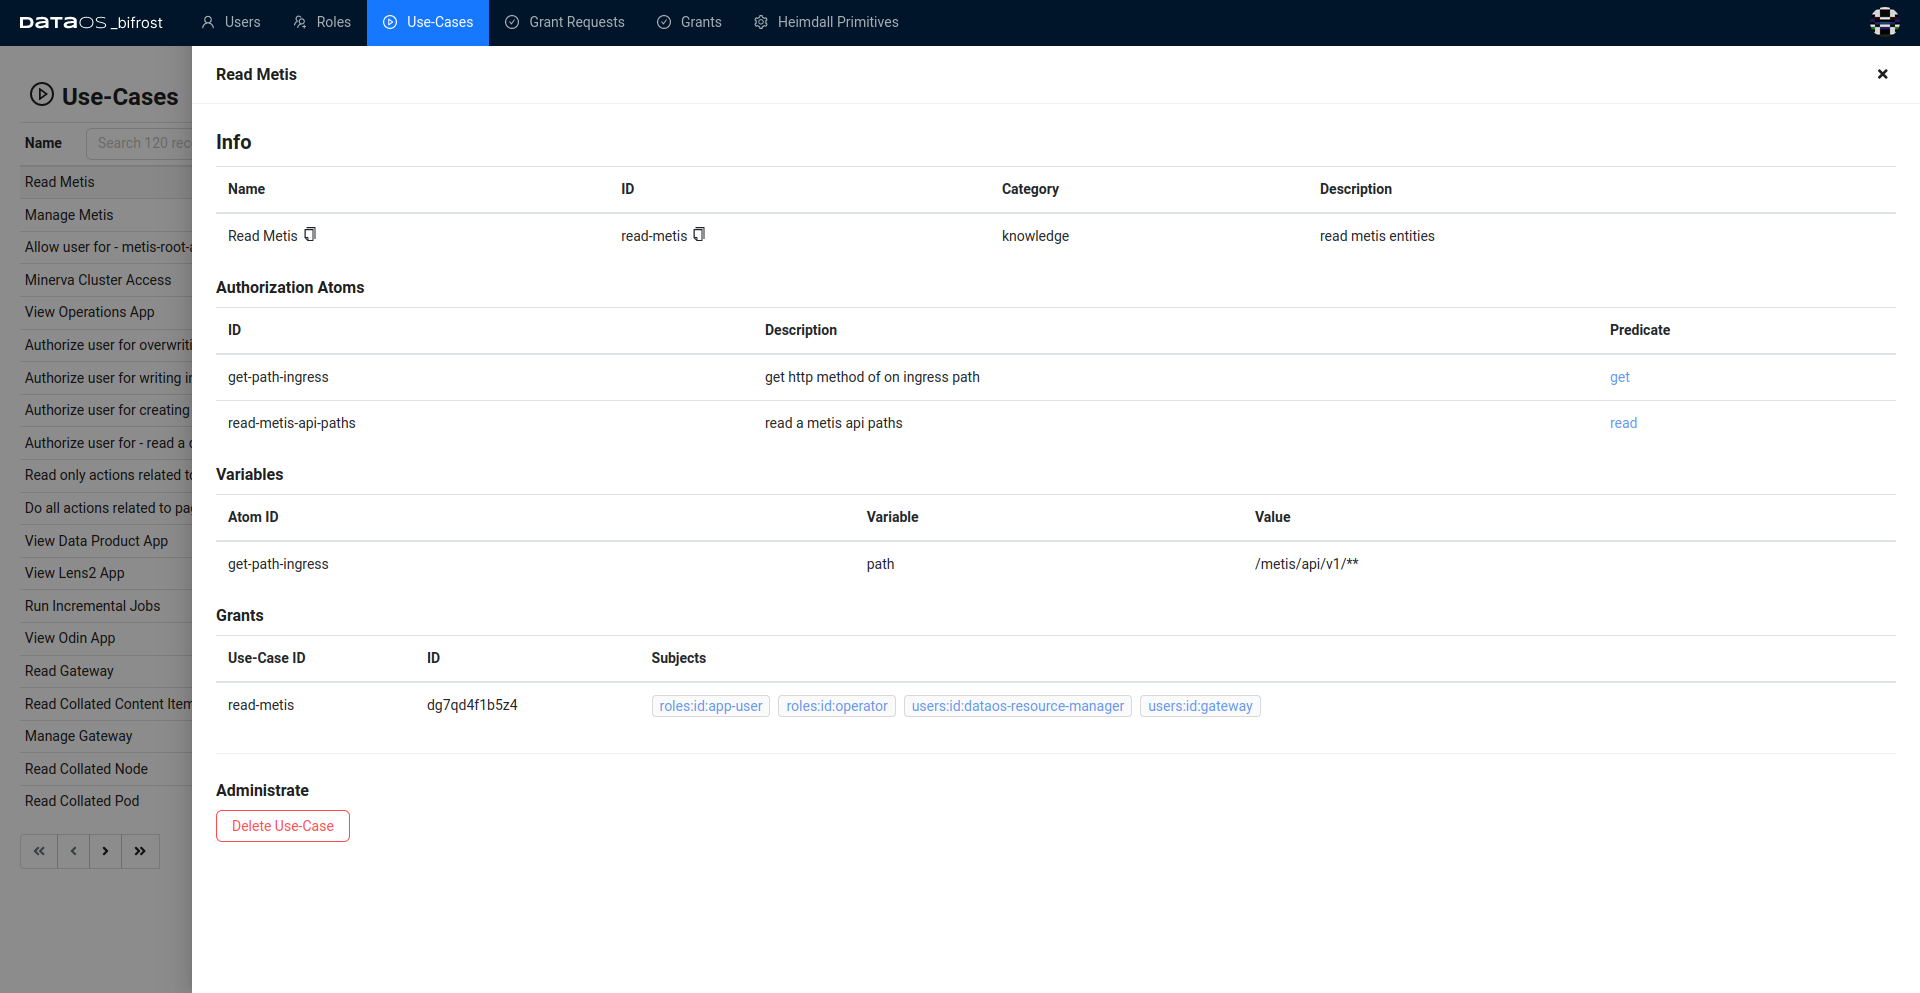 DATAOS_bifrost Users Roles Use-Cases Grant Requests Grants Heimdall Primitives
Use-Cases
Name Search 120 rec
Read Metis
Manage Metis
Allow user for - metis-root-a
Minerva Cluster Access
View Operations App
Authorize user for overwriti
Authorize user for writing in
Authorize user for creating
Authorize user for - read a c
Read only actions related to
Do all actions related to pa
View Data Product App
View Lens2 App
Run Incremental Jobs
View Odin App
Read Gateway
Read Collated Content Item
Manage Gateway
Read Collated Node
Read Collated Pod
Read Metis
Info
Name ID Category Description
Read Metis read-metis knowledge read metis entities
Authorization Atoms
ID Description Predicate
get-path-ingress get http method of on ingress path get
read-metis-api-paths read a metis api paths read
Variables
Atom ID Variable Value
get-path-ingress path /metis/api/v1/**
Grants
Use-Case ID ID Subjects
read-metis dg7qd4f1b5z4 roles:id:app-user roles:id:operator users:id:dataos-resource-manager users:id:gateway
Administrate
Delete Use-Case